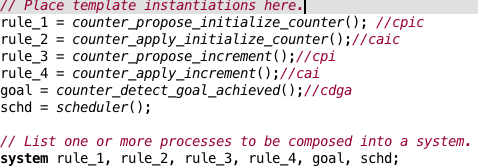 // Place template instantiations here.
rule_1 = counter_propose_initialize_counter(); //cpic
rule_2 = counter_apply_initialize_counter();//caic
rule_3 = counter_propose_increment();//cpi
rule_4 = counter_apply_increment();//cai
goal = counter_detect_goal_achieved();//cdga
schd = scheduler();

// List one or more processes to be composed into a system.
system rule_1, rule_2, rule_3, rule_4, goal, schd;